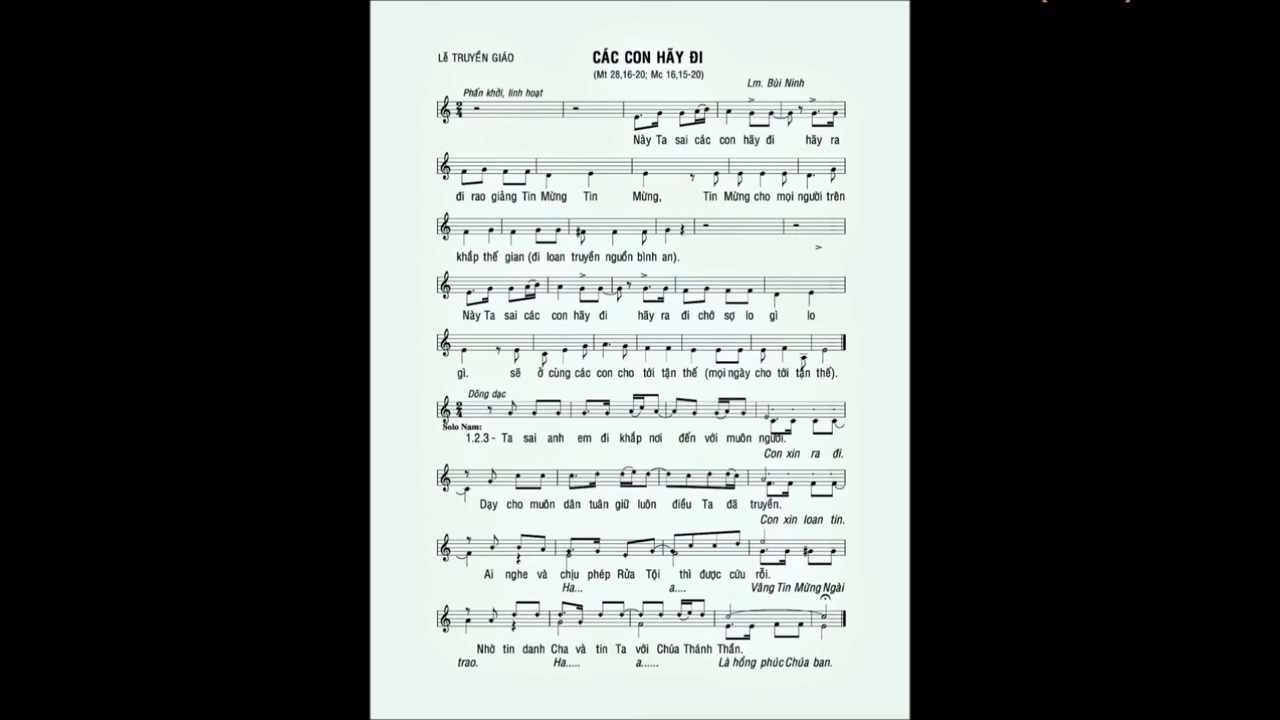 Lễ TRUYỀN GIÁO
CÁC CON HÃY ĐI
(Mt 28,16-20; Mc 16,15-20)
Lm. Bùi Ninh
Phấn khởi, linh hoạt
Này Ta sai các con hãy đi hãy ra
đi rao giảng Tin Mừng Tin Mừng, Tin Mừng cho mọi người trên
khắp thế gian (đi loan truyền nguồn bình an).
Này Ta sai các con hãy đi hãy ra đi chớ sợ lo gì lo
gì. sẽ ở cùng các con cho tới tận thế (mọi ngày cho tới tận thế).
Dõng dạc
Solo Nam:
1.2.3- Ta sai anh em đi khắp nơi đến với muôn người.
Con xin ra đi.
Dạy cho muôn dân tuân giữ luôn điều Ta đã truyền.
Con xin loan tin.
Ai nghe và chịu phép Rửa Tội thì được cứu rỗi.
Ha... a.... Vâng Tin Mừng Ngài
Nhờ tin danh Cha và tin Ta với Chúa Thánh Thần.
trao. Ha..... a...... Là hồng phúc Chúa ban.